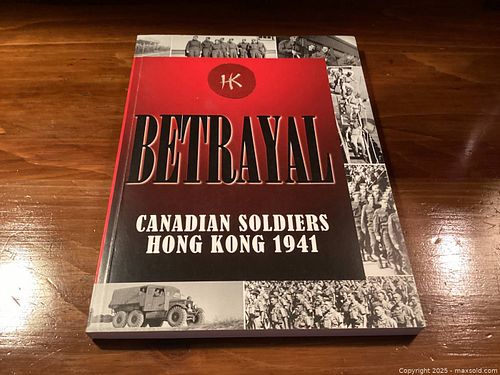 HK
BETRAYAL
CANADIAN SOLDIERS
HONG KONG 1941
Copyright 2025 - maxsold.com